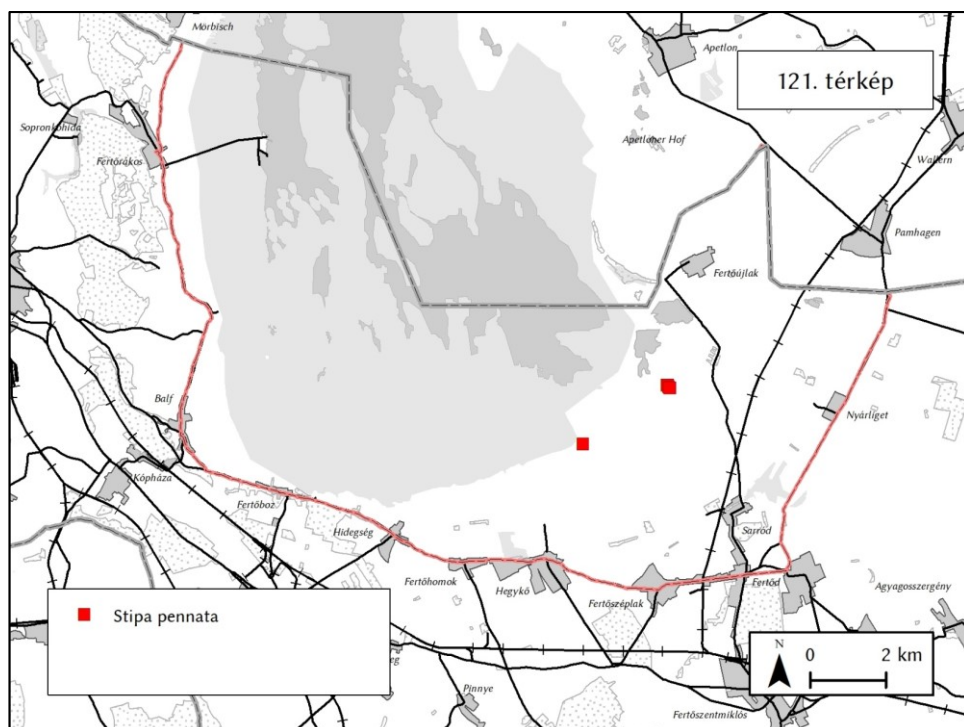 Mörbisch
Apetlon
121. térkép
Sopronkőhida
Fertőrákos
Apetloner Hof
Wallern
Pamhagen
Fertőújlak
Balf
Nyárliget
Kópháza
Fertőboz
Hidegség
Sarród
Fertőhomok
Hegykő
Fertőd
Fertőszéplak
Agyagosszergény
Stipa pennata
N
0 2 km
Pinnye
Fertőszentmiklós